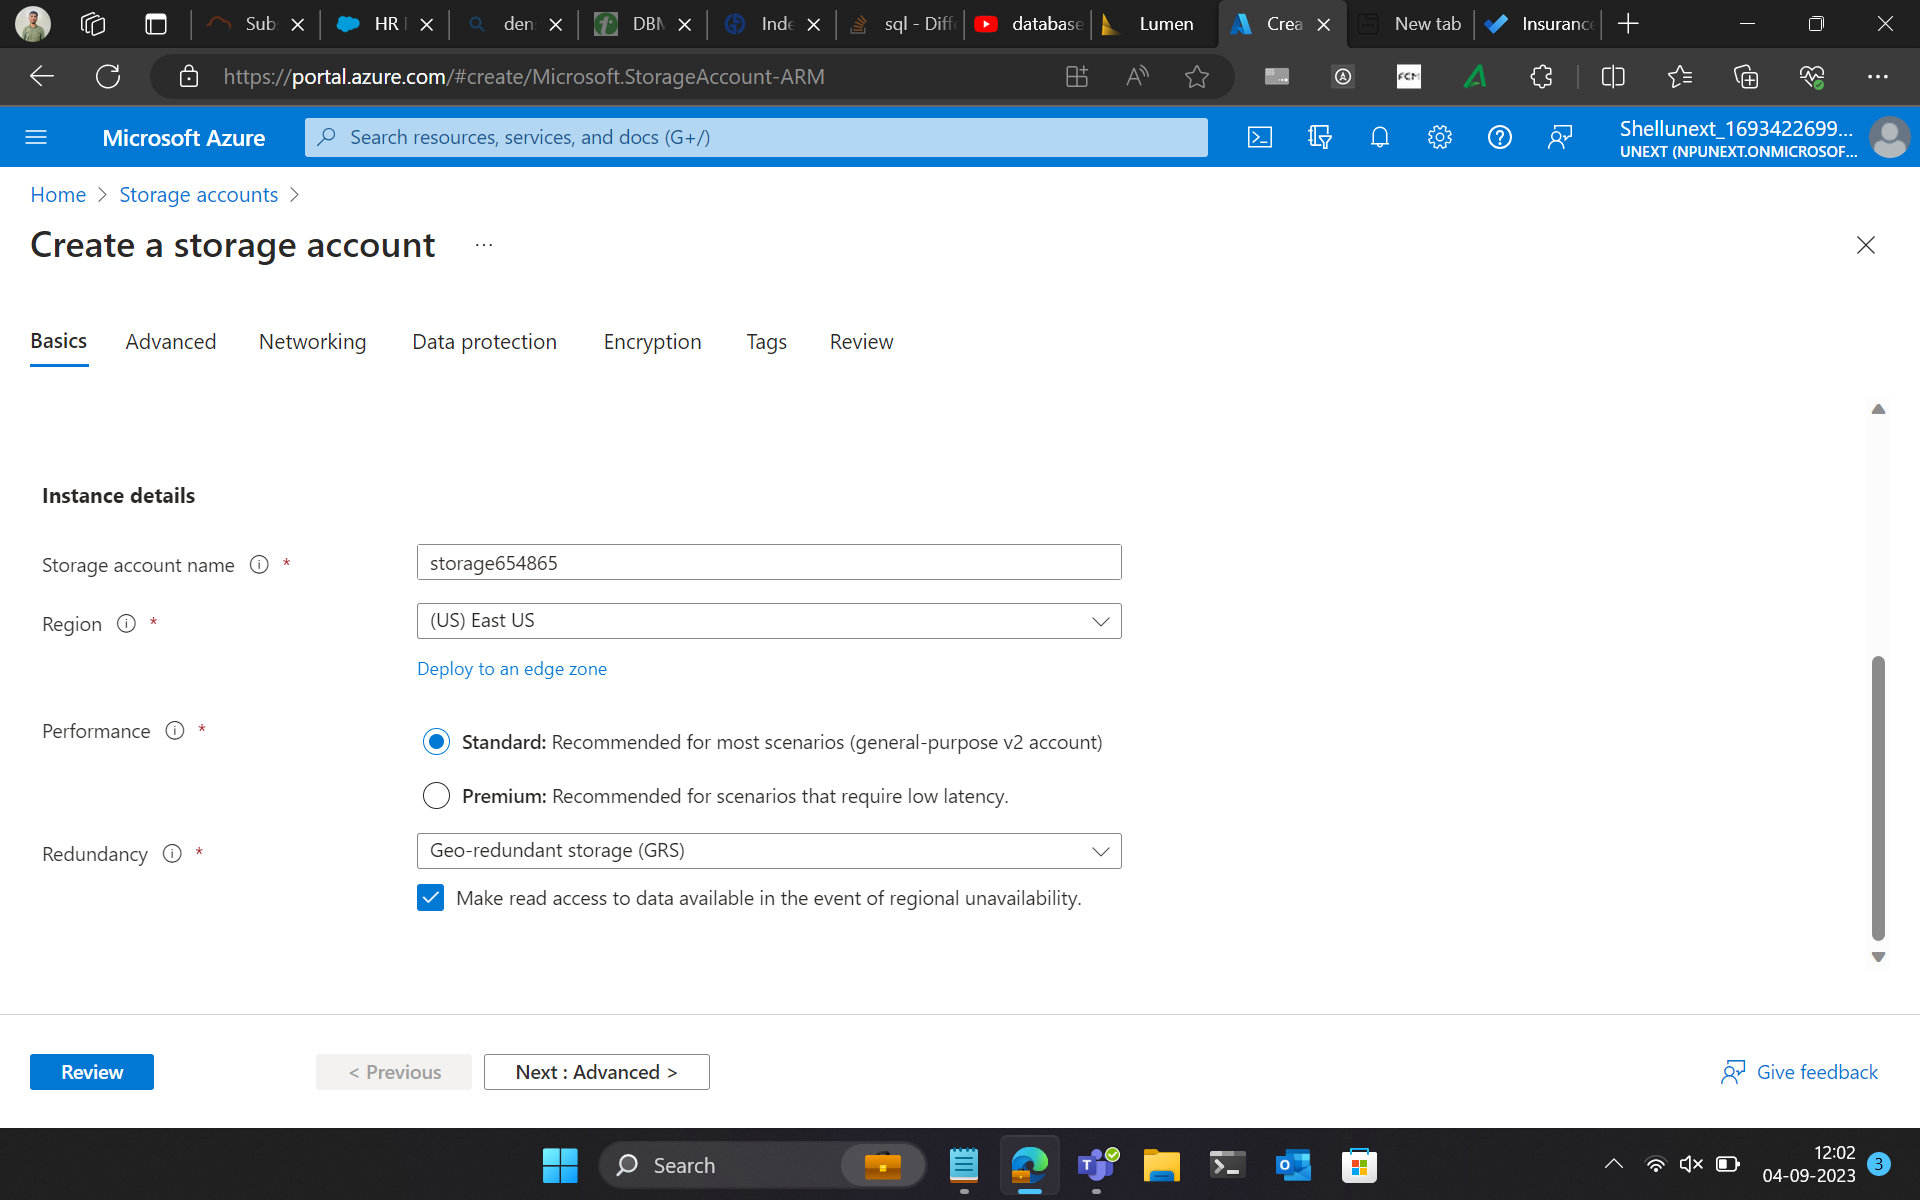 Sub
HR
den
DBM
Inde
sql - Diff
database
Lumen
Crea
New tab
Insurance
https://portal.azure.com/#create/Microsoft.StorageAccount-ARM
FCM
Microsoft Azure
Search resources, services, and docs (G+/)
Shellunext_1693422699...
UNEXT (NPUNEXT.ONMICROSOF...
Home > Storage accounts >
Create a storage account ...
Basics
Advanced
Networking
Data protection
Encryption
Tags
Review
Instance details
Storage account name *
storage654865
Region *
(US) East US
Deploy to an edge zone
Performance *
Standard: Recommended for most scenarios (general-purpose v2 account)
Premium: Recommended for scenarios that require low latency.
Redundancy *
Geo-redundant storage (GRS)
Make read access to data available in the event of regional unavailability.
Review
< Previous
Next : Advanced >
Give feedback
Search
12:02
04-09-2023
3